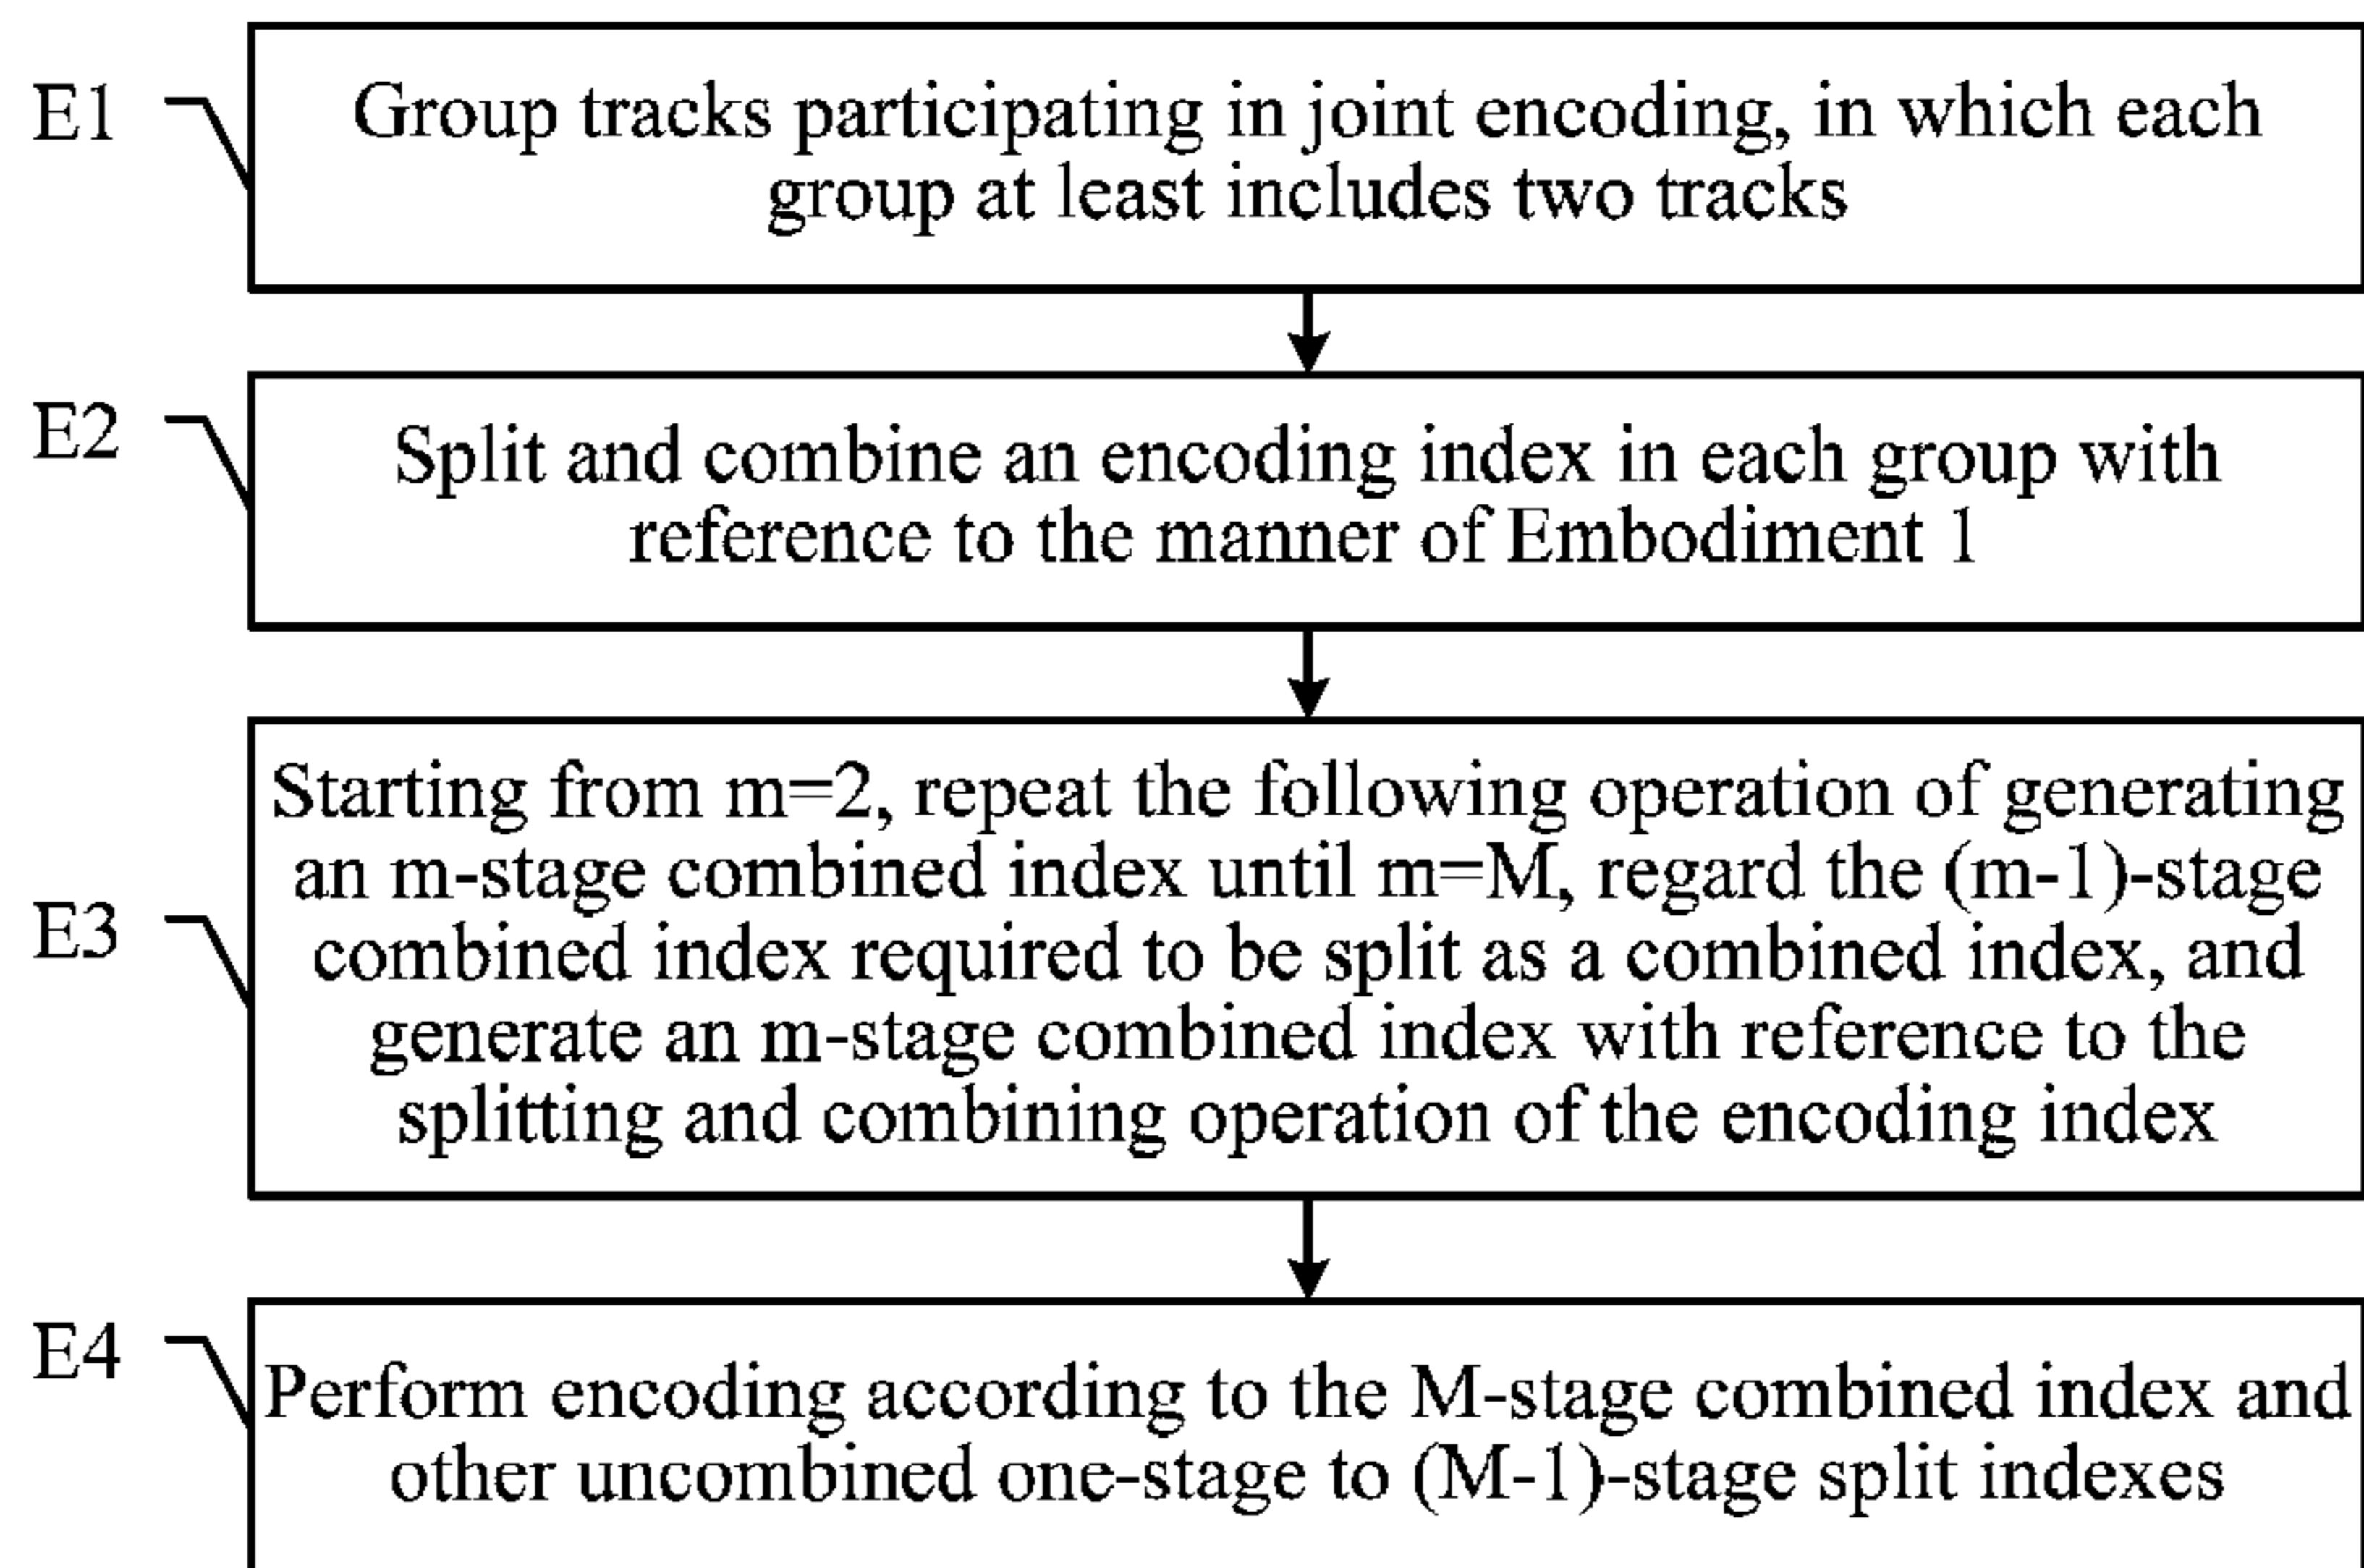 E1
Group tracks participating in joint encoding, in which each
group at least includes two tracks
E2
Split and combine an encoding index in each group with
reference to the manner of Embodiment 1
E3
Starting from m=2, repeat the following operation of generating
an m-stage combined index until m=M, regard the (m-1)-stage
combined index required to be split as a combined index, and
generate an m-stage combined index with reference to the
splitting and combining operation of the encoding index
E4
Perform encoding according to the M-stage combined index and
other uncombined one-stage to (M-1)-stage split indexes